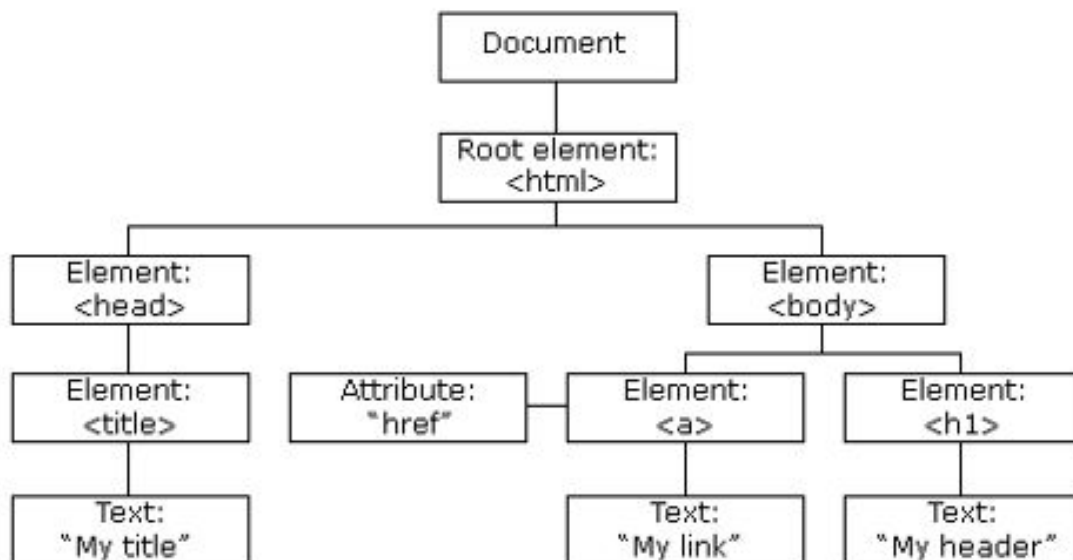 Document
Root element:
<html>
Element:
<head>
Element:
<body>
Element:
<title>
Attribute:
“href”
Element:
<a>
Element:
<h1>
Text:
“My title”
Text:
“My link”
Text:
“My header”